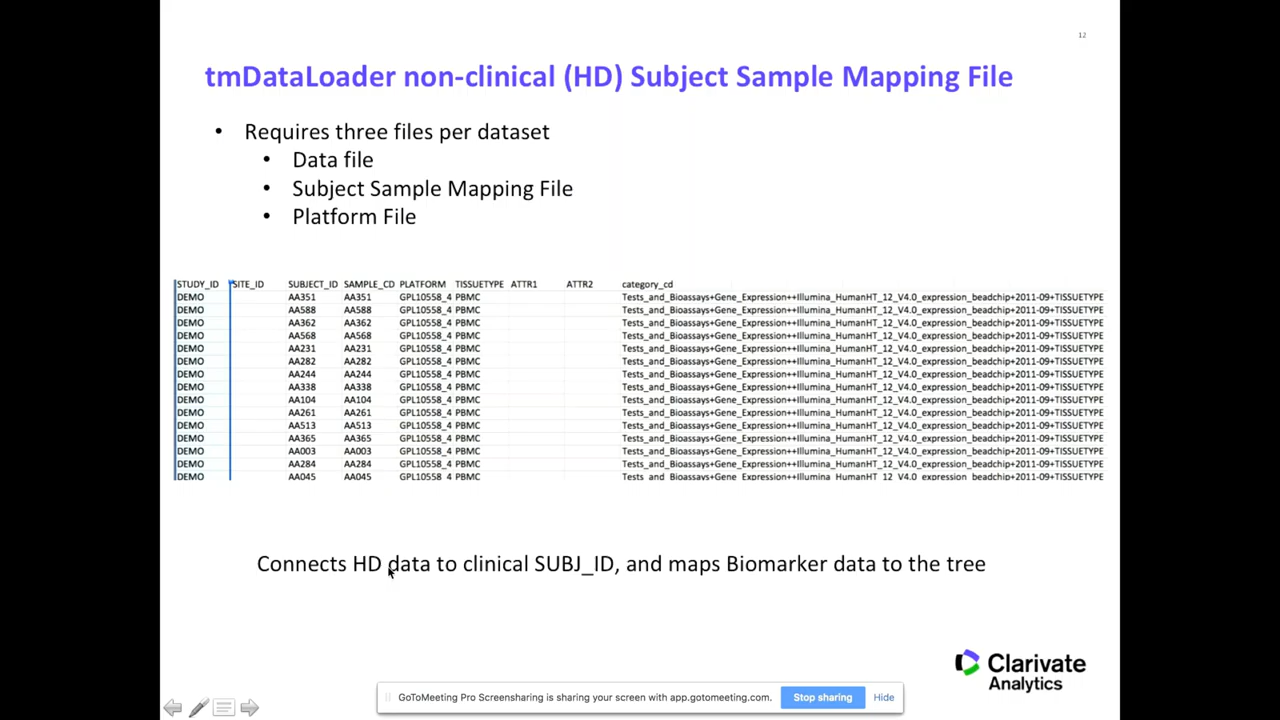 12
tmDataLoader non-clinical (HD) Subject Sample Mapping File
• Requires three files per dataset
• Data file
• Subject Sample Mapping File
• Platform File
STUDY_ID SITE_ID SUBJECT_ID SAMPLE_CD PLATFORM TISSUETYPE ATTR1 ATTR2 category_cd
DEMO AA351 AA351 GPL10558_4 PBMC Tests_and_Bioassays+Gene_Expression++Illumina_HumanHT_12_V4.0_expression_beadchip+2011-09+TISSUETYPE
DEMO AA588 AA588 GPL10558_4 PBMC Tests_and_Bioassays+Gene_Expression++Illumina_HumanHT_12_V4.0_expression_beadchip+2011-09+TISSUETYPE
DEMO AA362 AA362 GPL10558_4 PBMC Tests_and_Bioassays+Gene_Expression++Illumina_HumanHT_12_V4.0_expression_beadchip+2011-09+TISSUETYPE
DEMO AA568 AA568 GPL10558_4 PBMC Tests_and_Bioassays+Gene_Expression++Illumina_HumanHT_12_V4.0_expression_beadchip+2011-09+TISSUETYPE
DEMO AA231 AA231 GPL10558_4 PBMC Tests_and_Bioassays+Gene_Expression++Illumina_HumanHT_12_V4.0_expression_beadchip+2011-09+TISSUETYPE
DEMO AA282 AA282 GPL10558_4 PBMC Tests_and_Bioassays+Gene_Expression++Illumina_HumanHT_12_V4.0_expression_beadchip+2011-09+TISSUETYPE
DEMO AA244 AA244 GPL10558_4 PBMC Tests_and_Bioassays+Gene_Expression++Illumina_HumanHT_12_V4.0_expression_beadchip+2011-09+TISSUETYPE
DEMO AA338 AA338 GPL10558_4 PBMC Tests_and_Bioassays+Gene_Expression++Illumina_HumanHT_12_V4.0_expression_beadchip+2011-09+TISSUETYPE
DEMO AA104 AA104 GPL10558_4 PBMC Tests_and_Bioassays+Gene_Expression++Illumina_HumanHT_12_V4.0_expression_beadchip+2011-09+TISSUETYPE
DEMO AA261 AA261 GPL10558_4 PBMC Tests_and_Bioassays+Gene_Expression++Illumina_HumanHT_12_V4.0_expression_beadchip+2011-09+TISSUETYPE
DEMO AA513 AA513 GPL10558_4 PBMC Tests_and_Bioassays+Gene_Expression++Illumina_HumanHT_12_V4.0_expression_beadchip+2011-09+TISSUETYPE
DEMO AA365 AA365 GPL10558_4 PBMC Tests_and_Bioassays+Gene_Expression++Illumina_HumanHT_12_V4.0_expression_beadchip+2011-09+TISSUETYPE
DEMO AA003 AA003 GPL10558_4 PBMC Tests_and_Bioassays+Gene_Expression++Illumina_HumanHT_12_V4.0_expression_beadchip+2011-09+TISSUETYPE
DEMO AA284 AA284 GPL10558_4 PBMC Tests_and_Bioassays+Gene_Expression++Illumina_HumanHT_12_V4.0_expression_beadchip+2011-09+TISSUETYPE
DEMO AA045 AA045 GPL10558_4 PBMC Tests_and_Bioassays+Gene_Expression++Illumina_HumanHT_12_V4.0_expression_beadchip+2011-09+TISSUETYPE
Connects HD data to clinical SUBJ_ID, and maps Biomarker data to the tree
Clarivate
Analytics
GoToMeeting Pro Screensharing is sharing your screen with app.gotomeeting.com. Stop sharing Hide